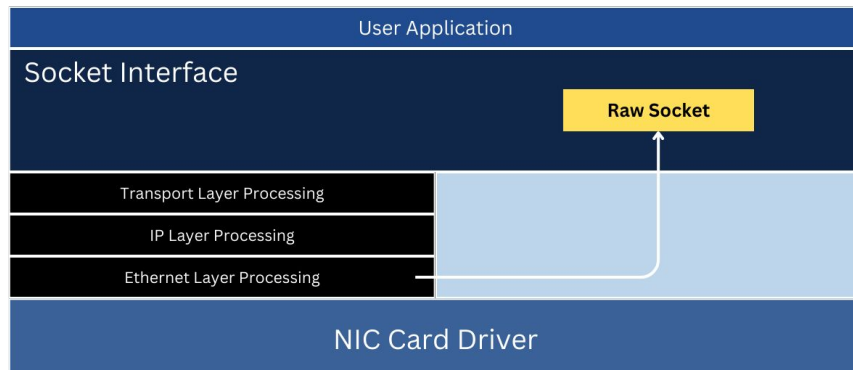 User Application
Socket Interface
Raw Socket
Transport Layer Processing
IP Layer Processing
Ethernet Layer Processing
NIC Card Driver